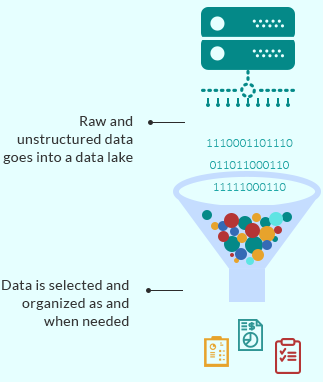 Raw and
unstructured data
goes into a data lake
1110001101110
011011000110
11111000110
Data is selected and
organized as and
when needed